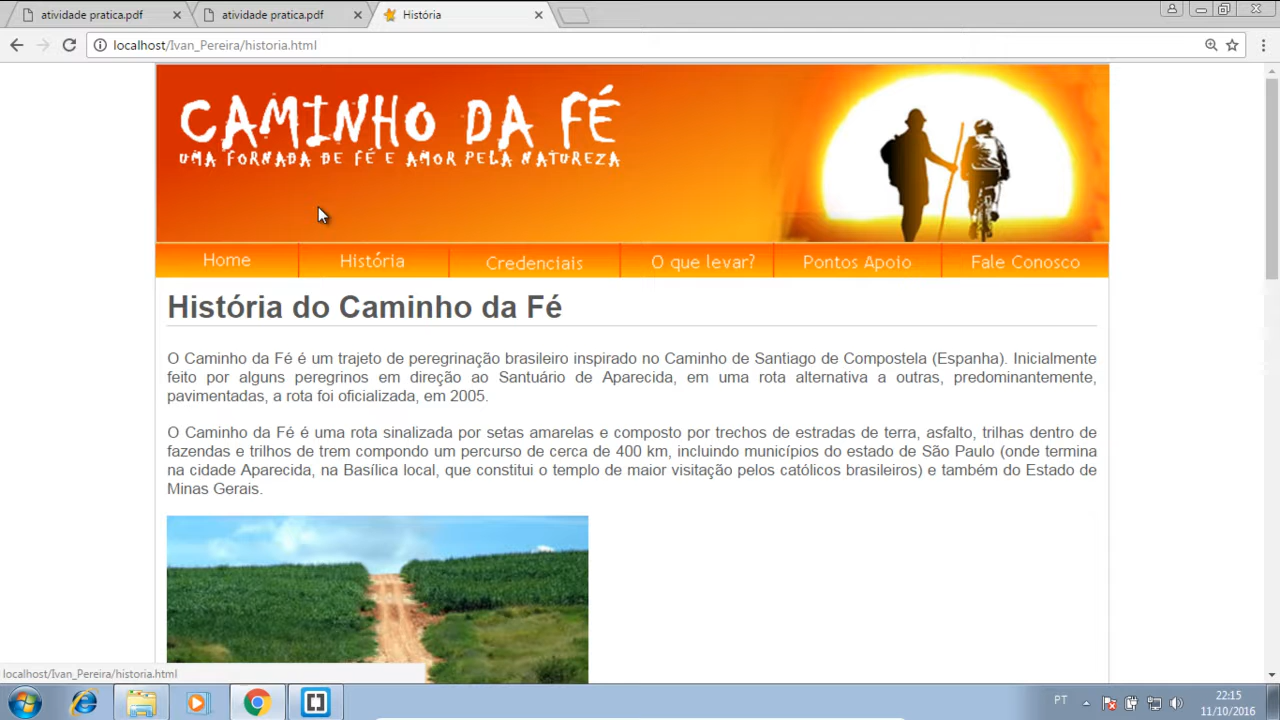 atividade pratica.pdf
atividade pratica.pdf
História
localhost/Ivan_Pereira/historia.html
CAMINHO DA FÉ
UMA FORNADA DE FÉ E AMOR PELA NATUREZA
Home
História
Credenciais
O que levar?
Pontos Apoio
Fale Conosco
História do Caminho da Fé
O Caminho da Fé é um trajeto de peregrinação brasileiro inspirado no Caminho de Santiago de Compostela (Espanha). Inicialmente
feito por alguns peregrinos em direção ao Santuário de Aparecida, em uma rota alternativa a outras, predominantemente,
pavimentadas, a rota foi oficializada, em 2005.
O Caminho da Fé é uma rota sinalizada por setas amarelas e composto por trechos de estradas de terra, asfalto, trilhas dentro de
fazendas e trilhos de trem compondo um percurso de cerca de 400 km, incluindo municípios do estado de São Paulo (onde termina
na cidade Aparecida, na Basílica local, que constitui o templo de maior visitação pelos católicos brasileiros) e também do Estado de
Minas Gerais.
localhost/Ivan_Pereira/historia.html
PT
22:15
11/10/2016